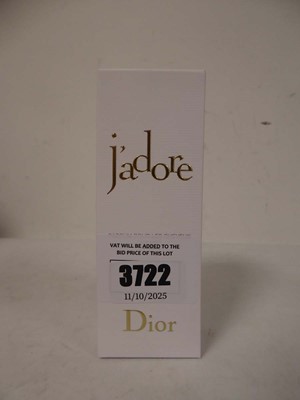 j'adore
VAT WILL BE ADDED TO THE
BID PRICE OF THIS LOT
3722
11/10/2025
Dior